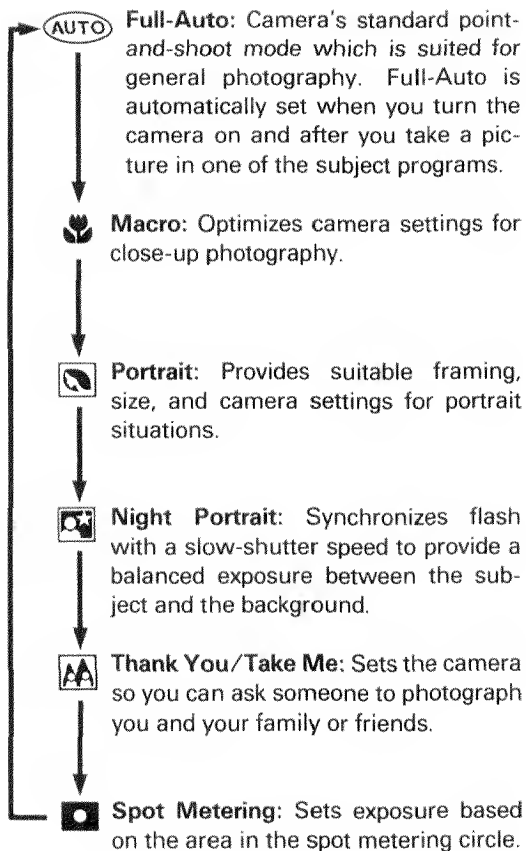 AUTO Full-Auto: Camera's standard point-
and-shoot mode which is suited for
general photography. Full-Auto is
automatically set when you turn the
camera on and after you take a pic-
ture in one of the subject programs.
Macro: Optimizes camera settings for
close-up photography.
Portrait: Provides suitable framing,
size, and camera settings for portrait
situations.
Night Portrait: Synchronizes flash
with a slow-shutter speed to provide a
balanced exposure between the sub-
ject and the background.
Thank You/Take Me: Sets the camera
so you can ask someone to photograph
you and your family or friends.
Spot Metering: Sets exposure based
on the area in the spot metering circle.